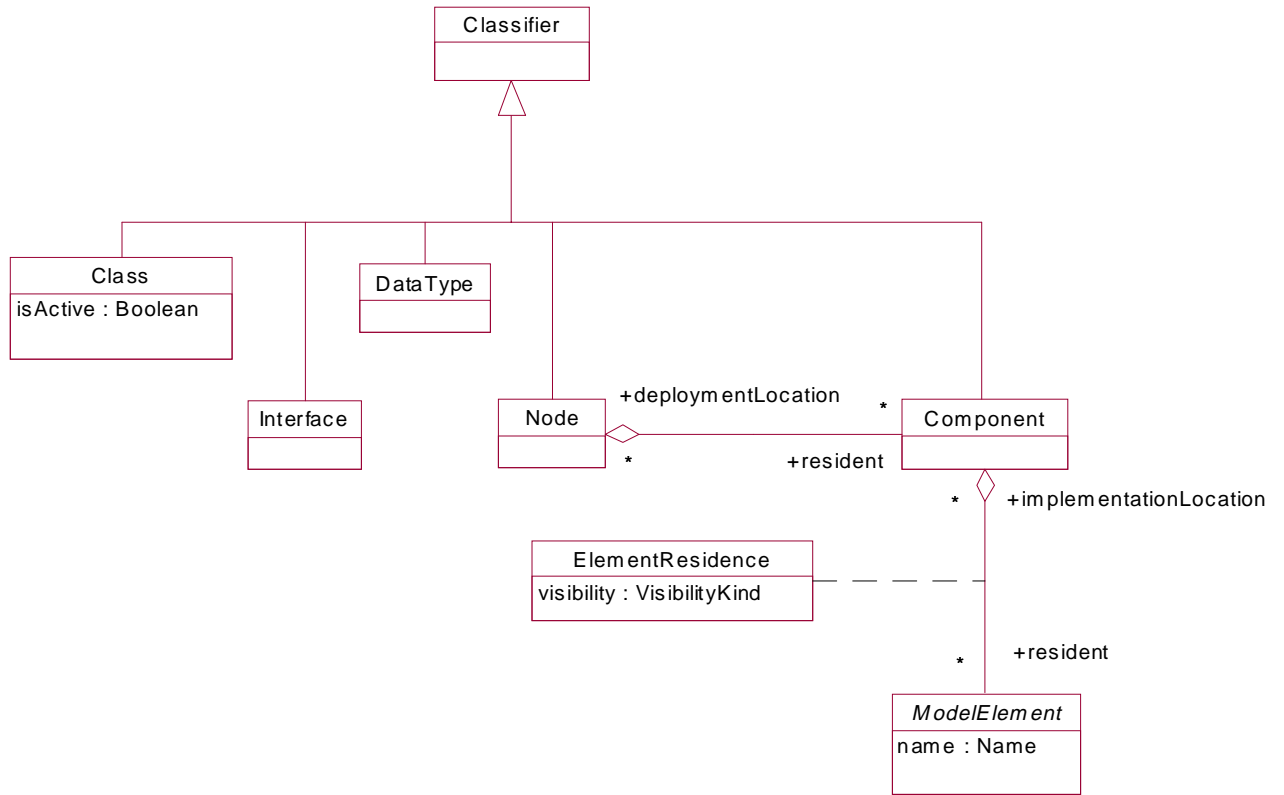 Classifier
Class
isActive : Boolean
DataType
Interface
Node
+deploymentLocation
*
*
+resident
Component
*
+implementationLocation
ElementResidence
visibility : VisibilityKind
*
+resident
ModelElement
name : Name